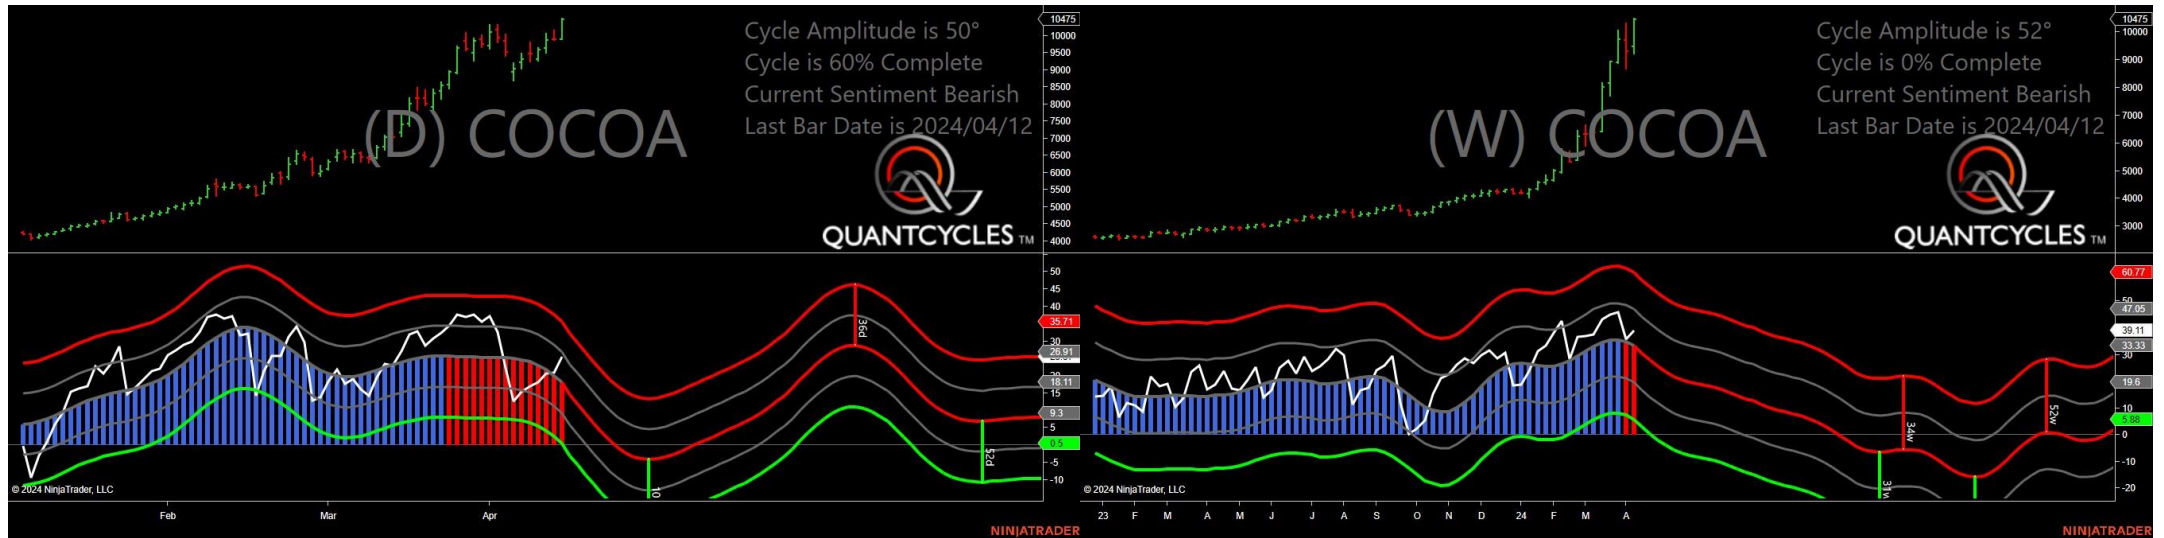 Cycle Amplitude is 50°
Cycle is 60% Complete
Current Sentiment Bearish
Last Bar Date is 2024/04/12
(D) COCOA
QUANTCYCLES TM
10475
10000
9500
9000
8500
8000
7500
7000
6500
6000
5500
5000
4500
4000
50
45
40
35.71
30
26.91
18.11
15
9.3
5
0.5
-5
-10
36d
52d
10
© 2024 NinjaTrader, LLC
Feb Mar Apr
NINJATRADER
Cycle Amplitude is 52°
Cycle is 0% Complete
Current Sentiment Bearish
Last Bar Date is 2024/04/12
(W) COCOA
QUANTCYCLES TM
10475
10000
9000
8000
7000
6000
5000
4000
3000
60.77
47.05
39.11
33.33
30
19.6
10
5.88
0
-10
-20
34w
31w
52w
© 2024 NinjaTrader, LLC
23 F M A M J J A S O N D 24 F M A
NINJATRADER